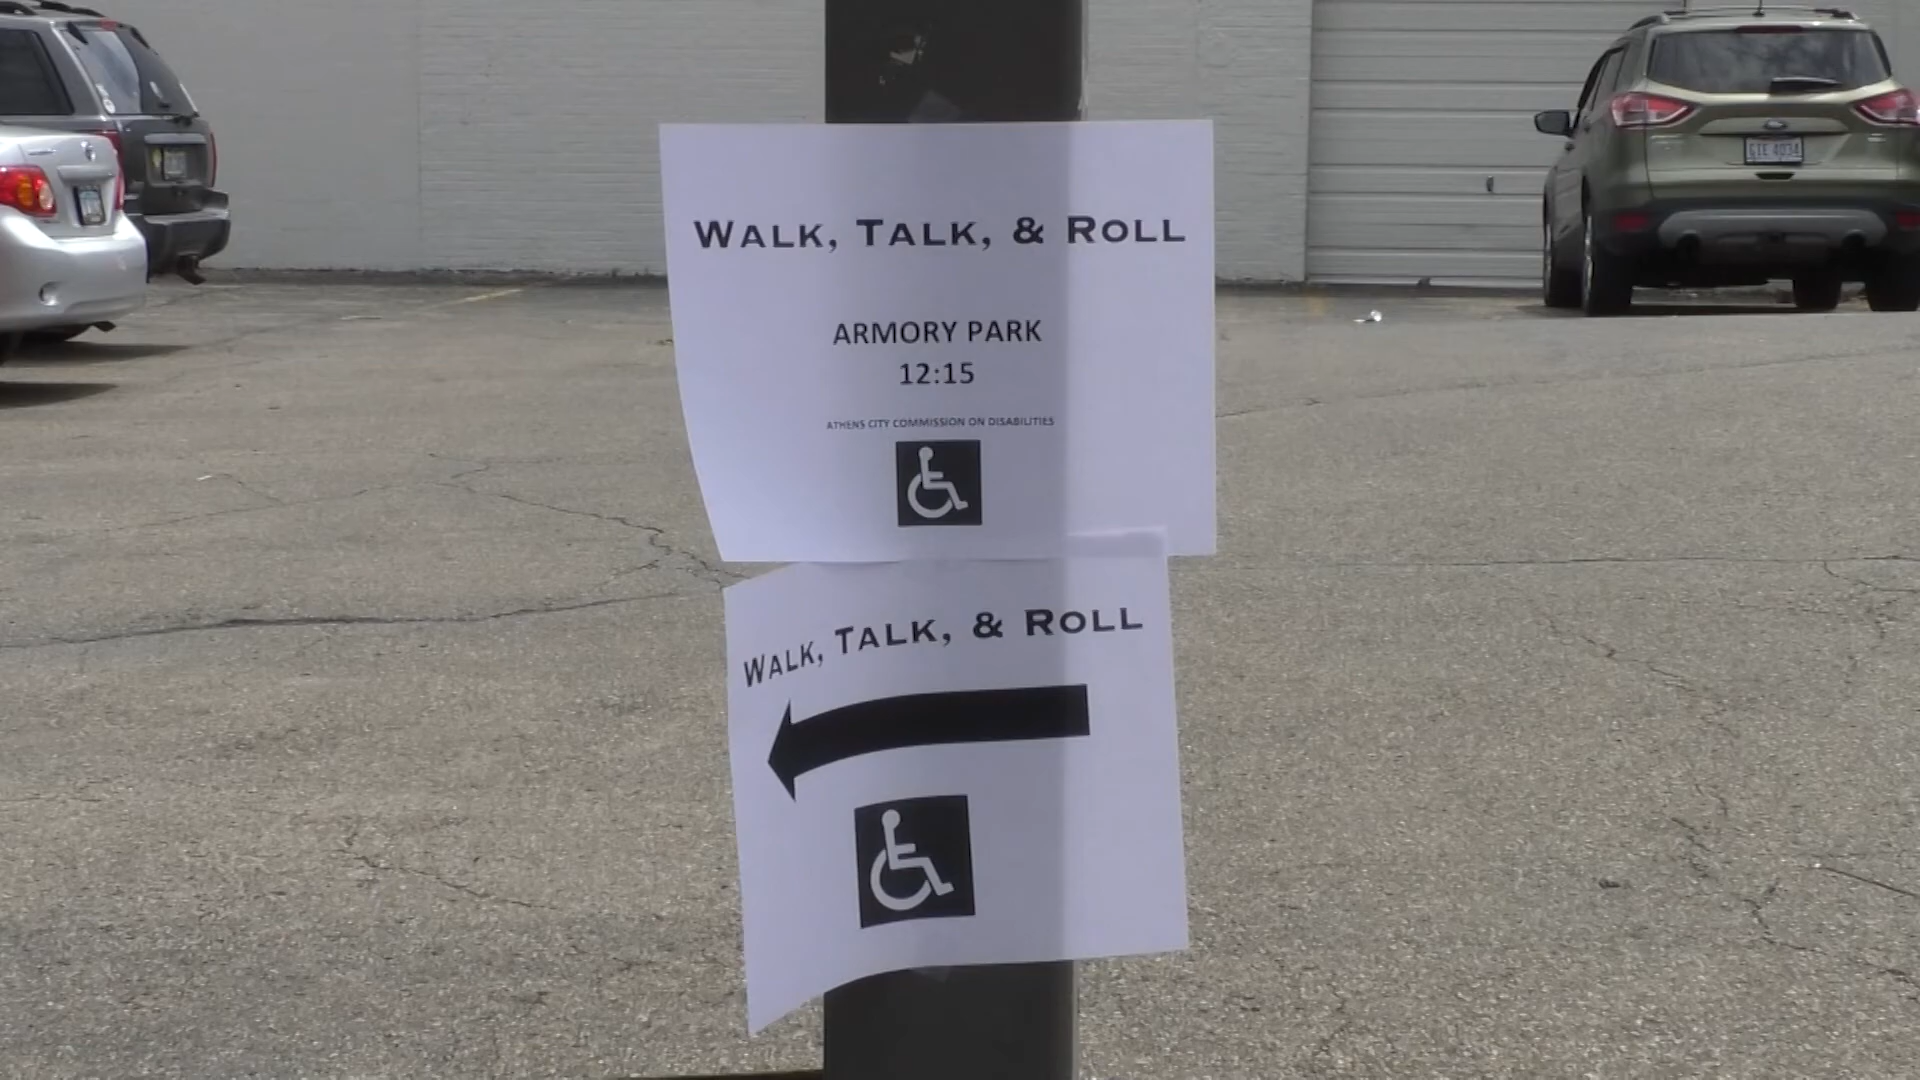 WALK, TALK, & ROLL
ARMORY PARK
12:15
ATHENS CITY COMMISSION ON DISABILITIES
WALK, TALK, & ROLL